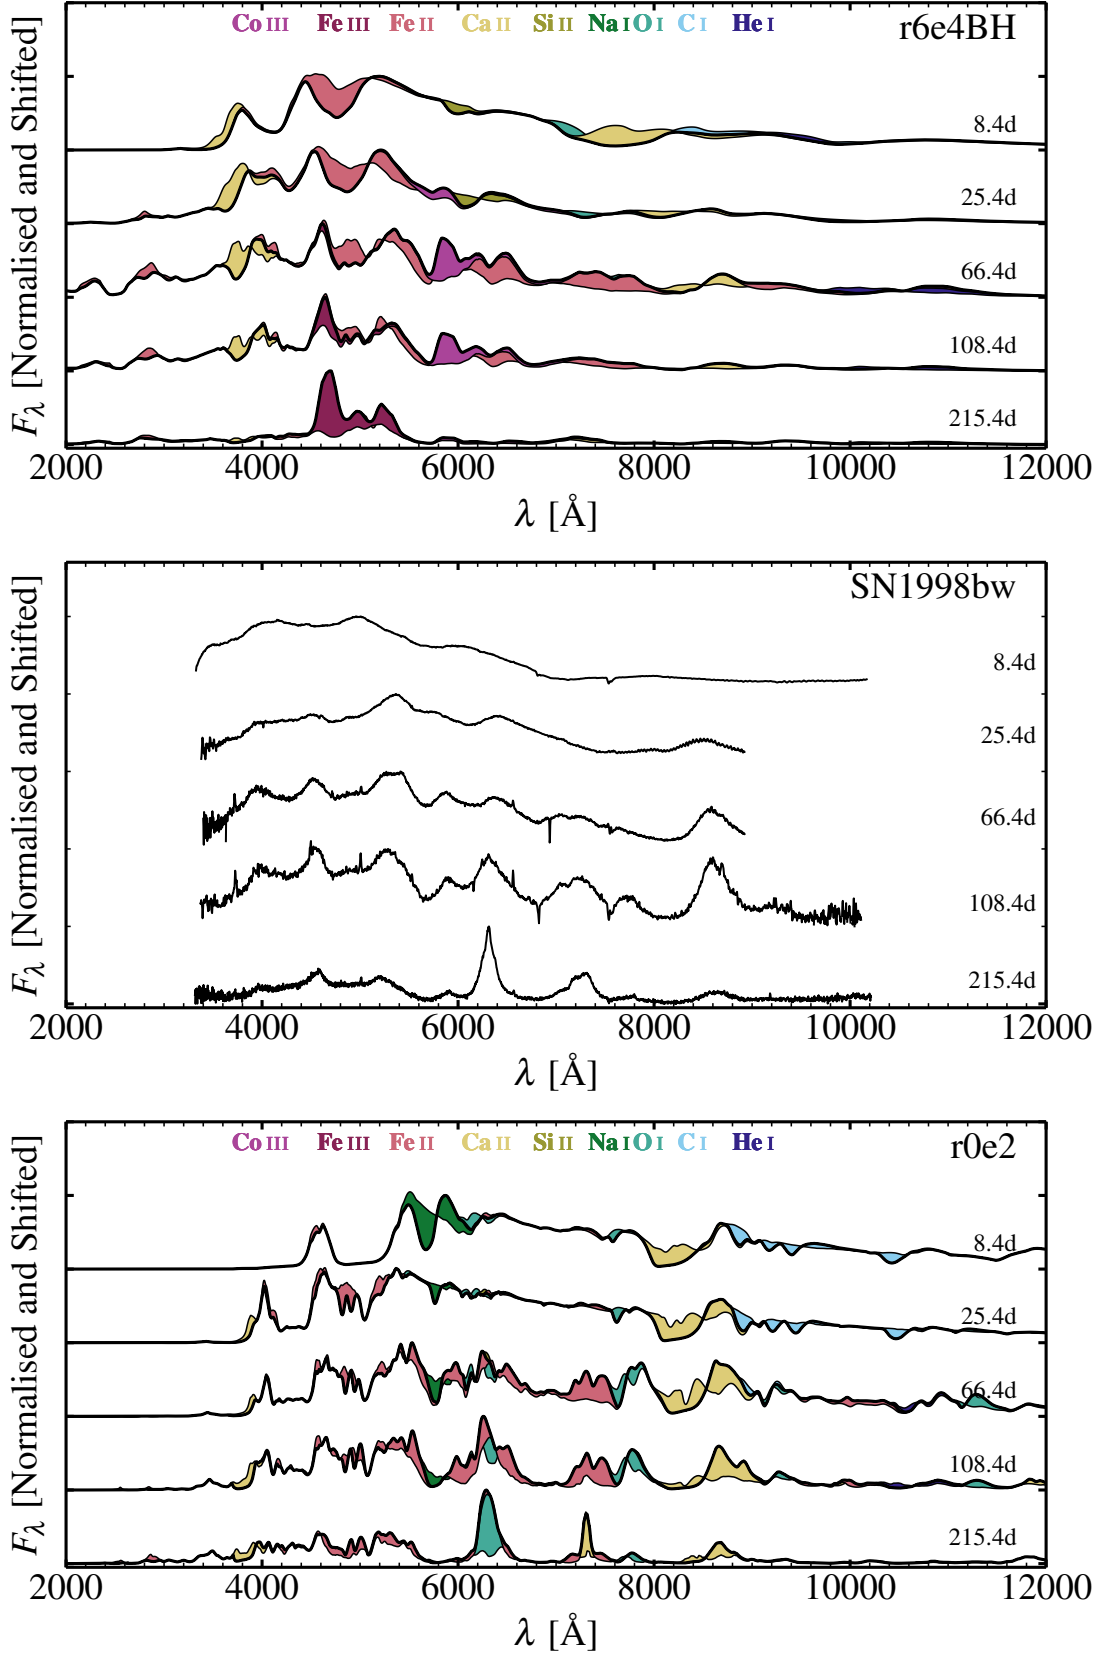 Co III Fe III Fe II Ca II Si II Na I O I C I He I
r6e4BH
8.4d
25.4d
66.4d
108.4d
215.4d
F_λ [Normalised and Shifted]
2000 4000 6000 8000 10000 12000
λ [Å]
SN1998bw
8.4d
25.4d
66.4d
108.4d
215.4d
F_λ [Normalised and Shifted]
2000 4000 6000 8000 10000 12000
λ [Å]
Co III Fe III Fe II Ca II Si II Na I O I C I He I
r0e2
8.4d
25.4d
66.4d
108.4d
215.4d
F_λ [Normalised and Shifted]
2000 4000 6000 8000 10000 12000
λ [Å]